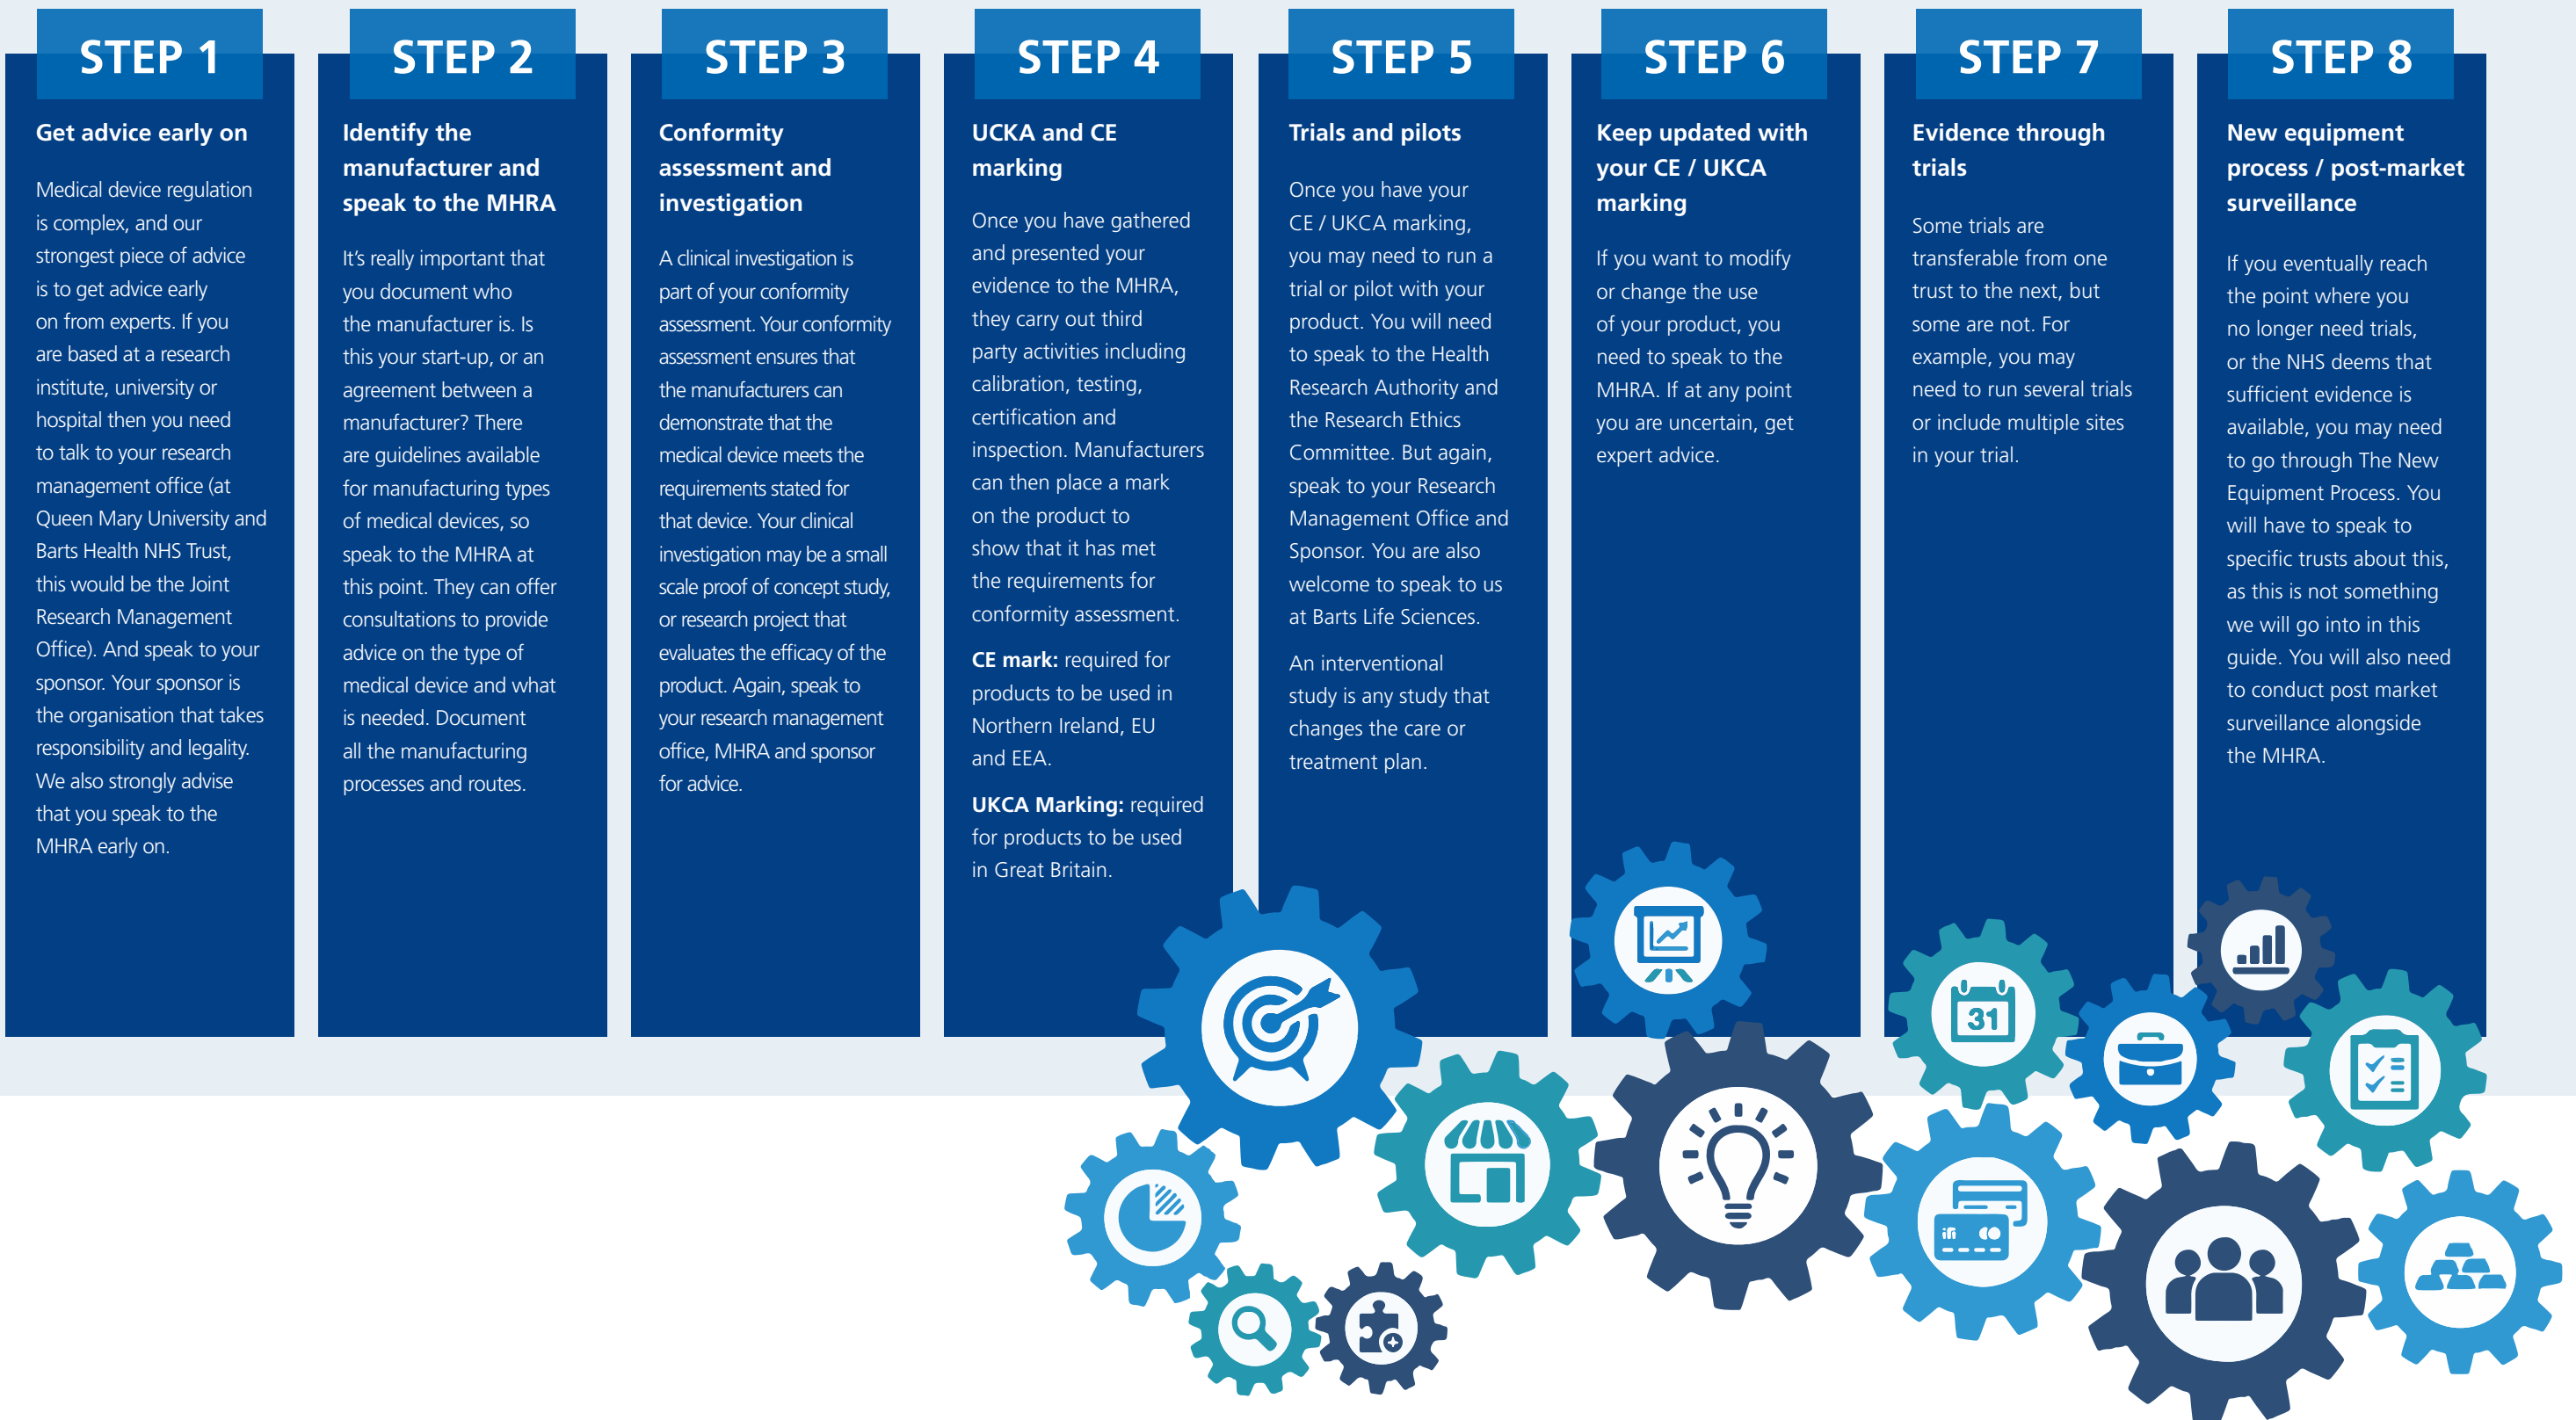 STEP 1
Get advice early on
Medical device regulation
is complex, and our
strongest piece of advice
is to get advice early
on from experts. If you
are based at a research
institute, university or
hospital then you need
to talk to your research
management office (at
Queen Mary University and
Barts Health NHS Trust,
this would be the Joint
Research Management
Office). And speak to your
sponsor. Your sponsor is
the organisation that takes
responsibility and legality.
We also strongly advise
that you speak to the
MHRA early on.
STEP 2
Identify the
manufacturer and
speak to the MHRA
It’s really important that
you document who
the manufacturer is. Is
this your start-up, or an
agreement between a
manufacturer? There
are guidelines available
for manufacturing types
of medical devices, so
speak to the MHRA at
this point. They can offer
consultations to provide
advice on the type of
medical device and what
is needed. Document
all the manufacturing
processes and routes.
STEP 3
Conformity
assessment and
investigation
A clinical investigation is
part of your conformity
assessment. Your conformity
assessment ensures that
the manufacturers can
demonstrate that the
medical device meets the
requirements stated for
that device. Your clinical
investigation may be a small
scale proof of concept study,
or research project that
evaluates the efficacy of the
product. Again, speak to
your research management
office, MHRA and sponsor
for advice.
STEP 4
UCKA and CE
marking
Once you have gathered
and presented your
evidence to the MHRA,
they carry out third
party activities including
calibration, testing,
certification and
inspection. Manufacturers
can then place a mark
on the product to
show that it has met
the requirements for
conformity assessment.
CE mark: required for
products to be used in
Northern Ireland, EU
and EEA.
UKCA Marking: required
for products to be used
in Great Britain.
STEP 5
Trials and pilots
Once you have your
CE / UKCA marking,
you may need to run a
trial or pilot with your
product. You will need
to speak to the Health
Research Authority and
the Research Ethics
Committee. But again,
speak to your Research
Management Office and
Sponsor. You are also
welcome to speak to us
at Barts Life Sciences.
An interventional
study is any study that
changes the care or
treatment plan.
STEP 6
Keep updated with
your CE / UKCA
marking
If you want to modify
or change the use
of your product, you
need to speak to the
MHRA. If at any point
you are uncertain, get
expert advice.
STEP 7
Evidence through
trials
Some trials are
transferable from one
trust to the next, but
some are not. For
example, you may
need to run several trials
or include multiple sites
in your trial.
STEP 8
New equipment
process / post-market
surveillance
If you eventually reach
the point where you
no longer need trials,
or the NHS deems that
sufficient evidence is
available, you may need
to go through The New
Equipment Process. You
will have to speak to
specific trusts about this,
as this is not something
we will go into in this
guide. You will also need
to conduct post market
surveillance alongside
the MHRA.
31